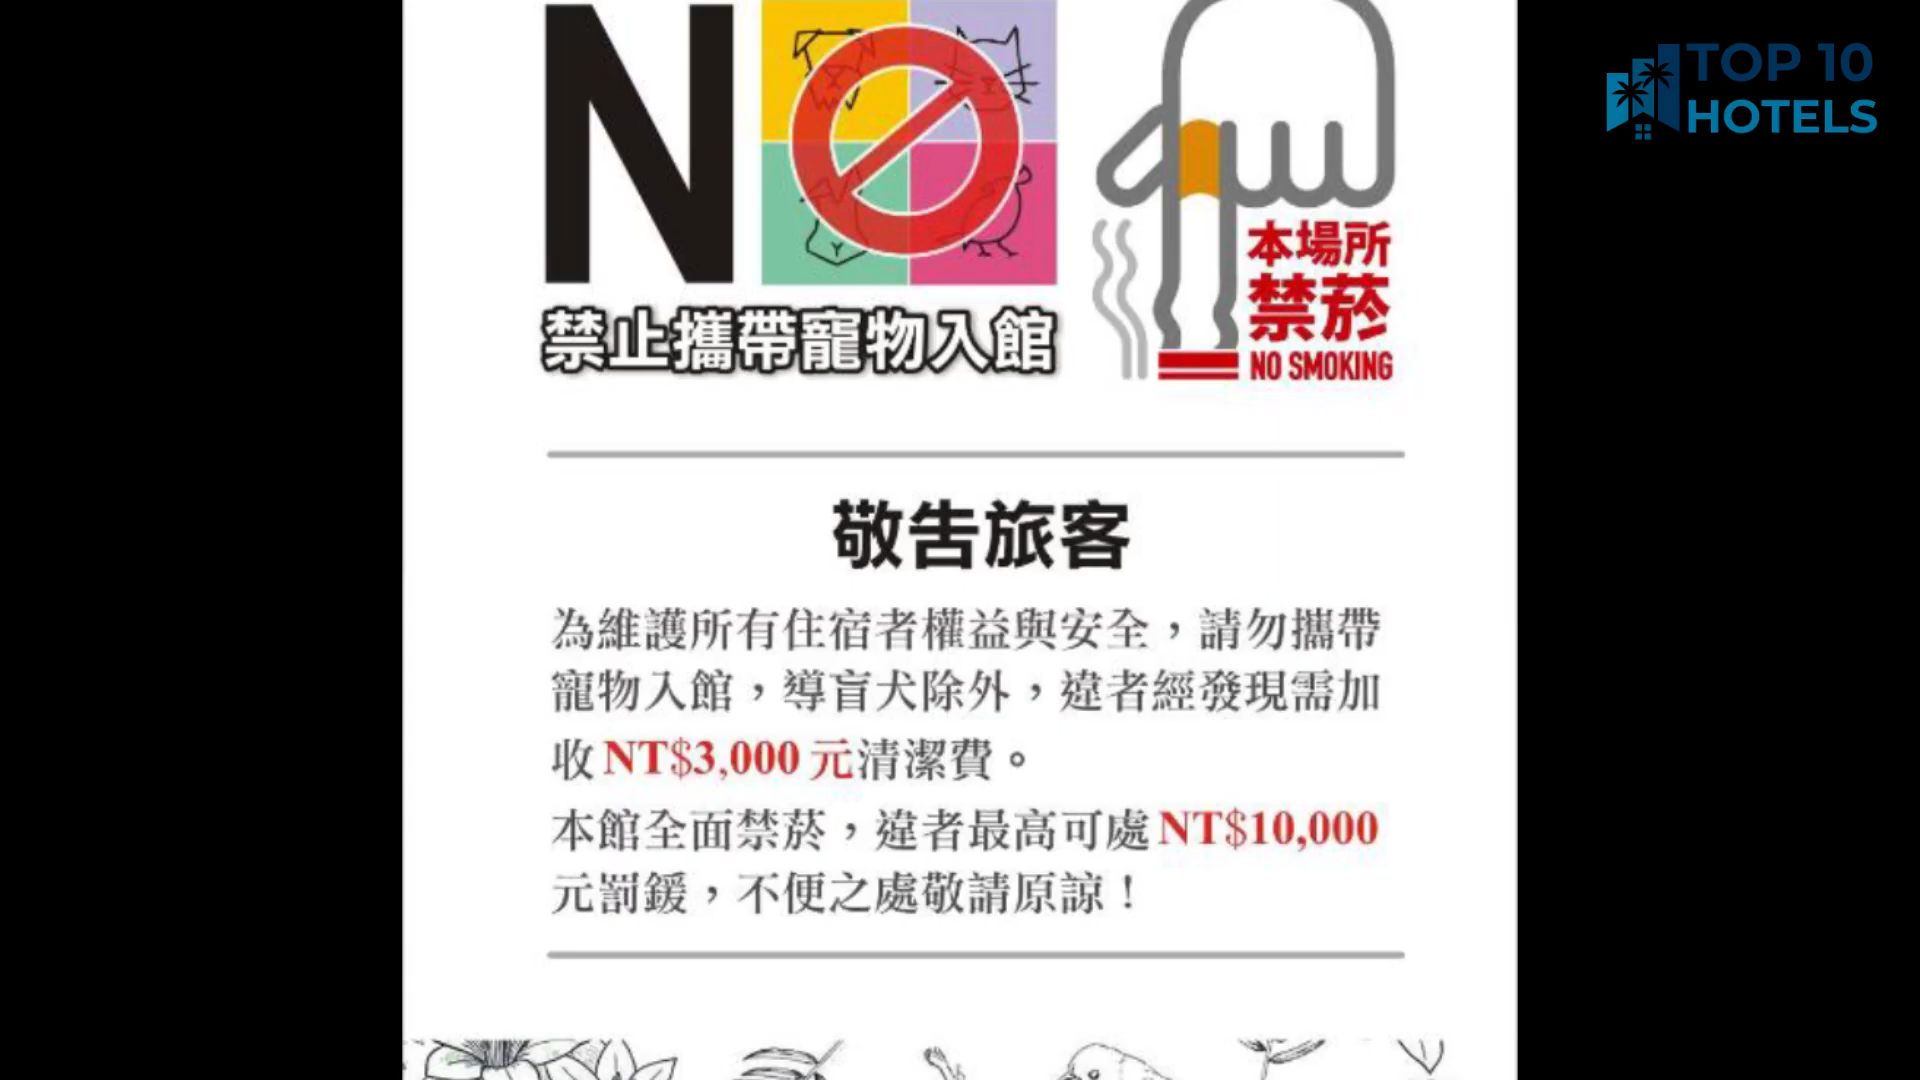 NO
TOP 10
HOTELS
本場所
禁菸
NO SMOKING
禁止攜帶寵物入館
敬告旅客
為維護所有住宿者權益與安全，請勿攜帶
寵物入館，導盲犬除外，違者經發現需加
收NT$3,000元清潔費。
本館全面禁菸，違者最高可處NT$10,000
元罰鍰，不便之處敬請原諒！